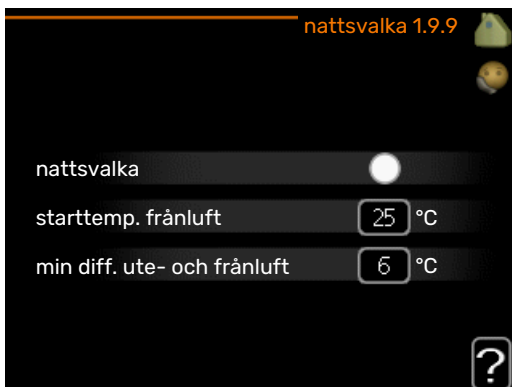 nattsvalka 1.9.9
nattsvalka
starttemp. frånluft 25 °C
min diff. ute- och frånluft 6 °C
?